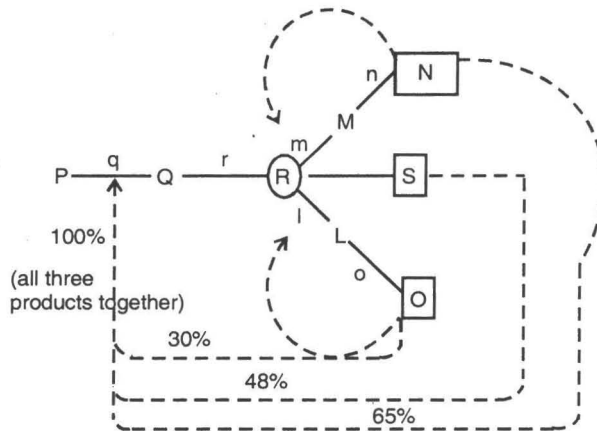 n
N
M
m
P
q
Q
r
R
S
l
L
o
O
100%
(all three
products together)
30%
48%
65%